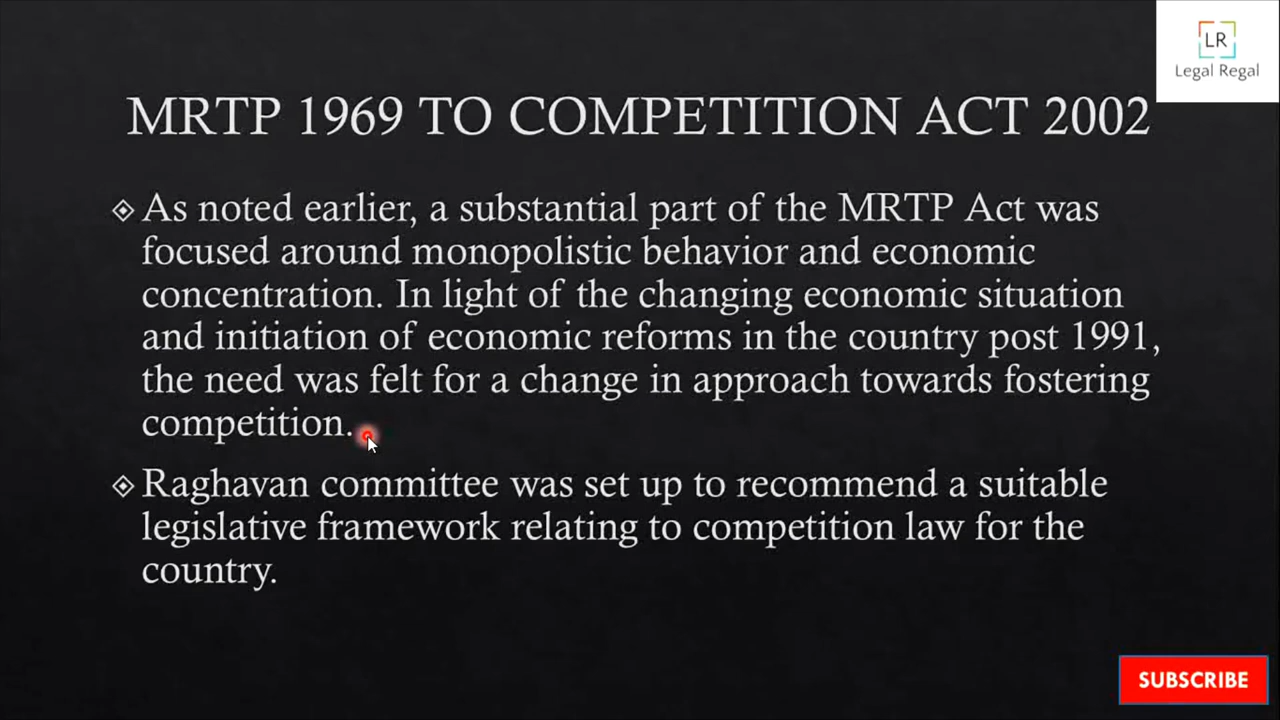 LR
Legal Regal
MRTP 1969 TO COMPETITION ACT 2002
As noted earlier, a substantial part of the MRTP Act was
focused around monopolistic behavior and economic
concentration. In light of the changing economic situation
and initiation of economic reforms in the country post 1991,
the need was felt for a change in approach towards fostering
competition.
Raghavan committee was set up to recommend a suitable
legislative framework relating to competition law for the
country.
SUBSCRIBE